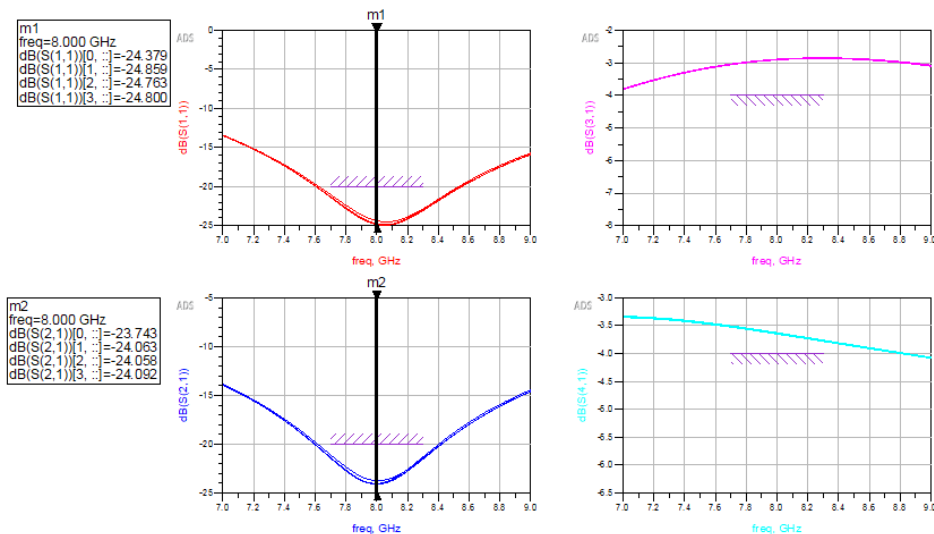 m1
freq=8.000 GHz
dB(S(1,1))[0, ::]=-24.379
dB(S(1,1))[1, ::]=-24.859
dB(S(1,1))[2, ::]=-24.763
dB(S(1,1))[3, ::]=-24.800
m1
ADS
0
-5
-10
-15
-20
-25
dB(S(1,1))
7.0 7.2 7.4 7.6 7.8 8.0 8.2 8.4 8.6 8.8 9.0
freq, GHz
ADS
-2
-3
-4
-5
-6
-7
-8
dB(S(3,1))
7.0 7.2 7.4 7.6 7.8 8.0 8.2 8.4 8.6 8.8 9.0
freq, GHz
m2
freq=8.000 GHz
dB(S(2,1))[0, ::]=-23.743
dB(S(2,1))[1, ::]=-24.063
dB(S(2,1))[2, ::]=-24.058
dB(S(2,1))[3, ::]=-24.092
m2
ADS
-5
-10
-15
-20
-25
dB(S(2,1))
7.0 7.2 7.4 7.6 7.8 8.0 8.2 8.4 8.6 8.8 9.0
freq, GHz
ADS
-3.0
-3.5
-4.0
-4.5
-5.0
-5.5
-6.0
-6.5
dB(S(4,1))
7.0 7.2 7.4 7.6 7.8 8.0 8.2 8.4 8.6 8.8 9.0
freq, GHz